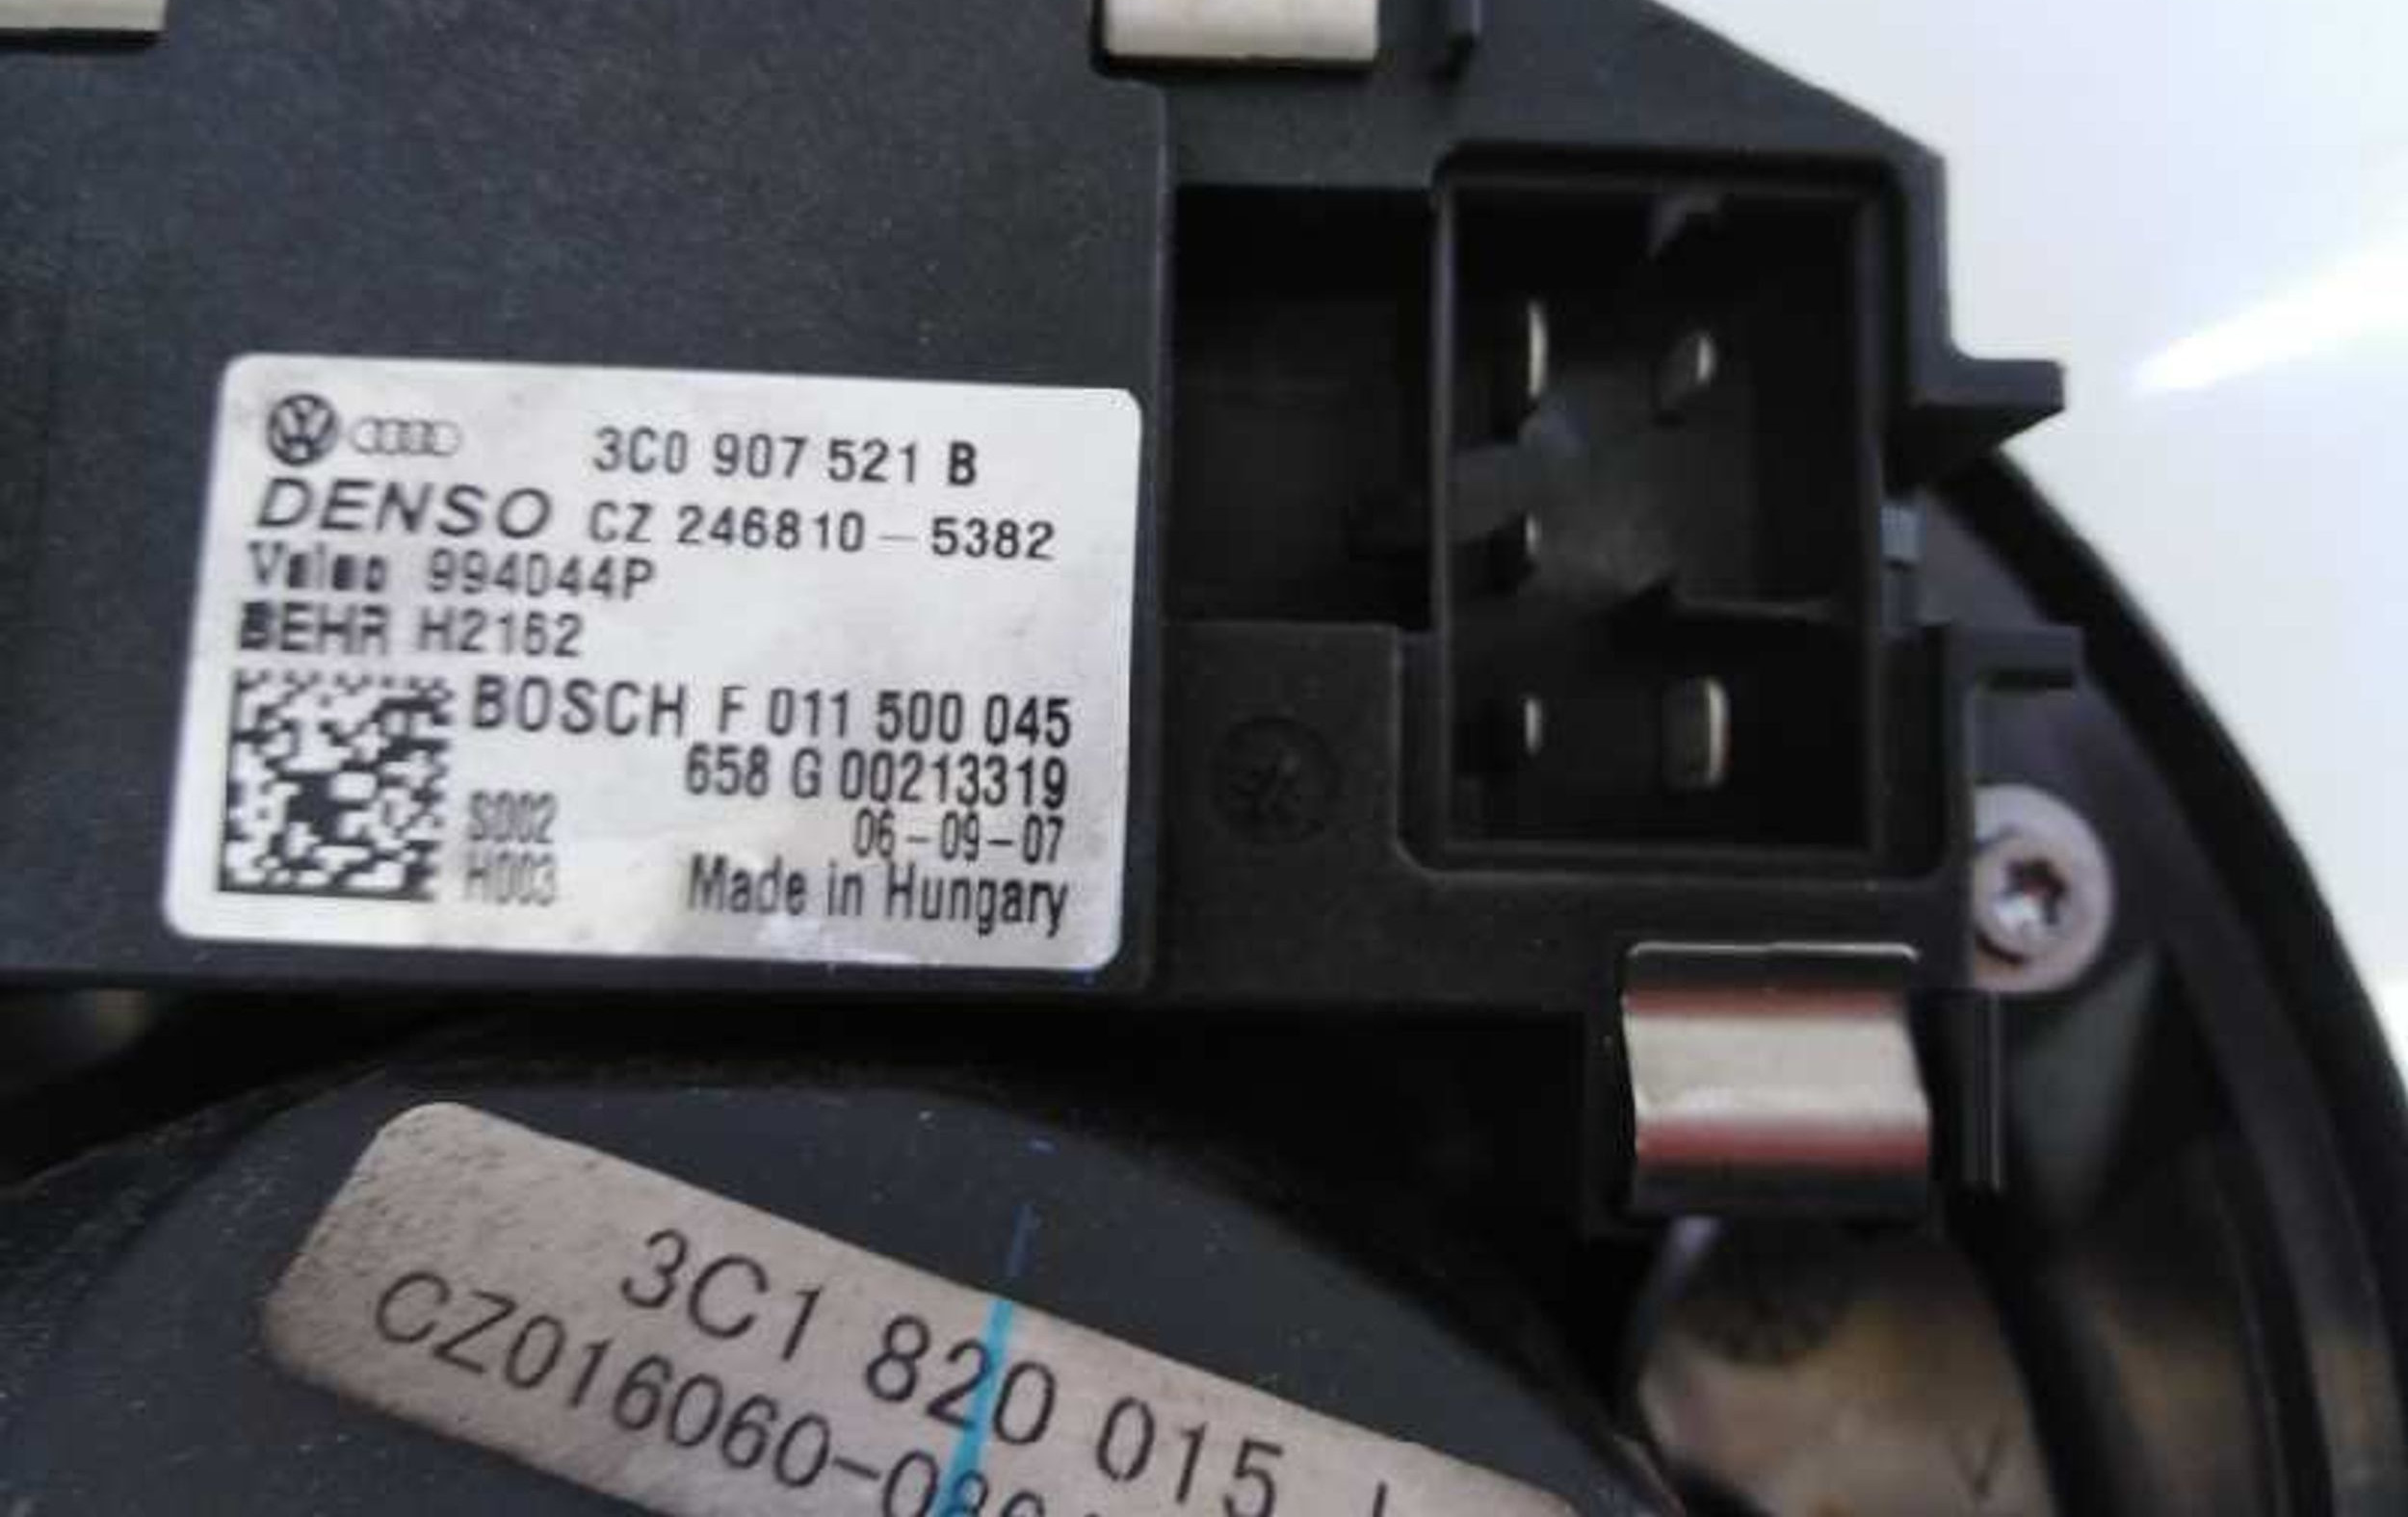 3C0 907 521 B
DENSO CZ 246810-5382
Valeo 994044P
BEHR H2162
BOSCH F 011 500 045
658 G 00213319
S002
06-09-07
H003
Made in Hungary
3C1 820 015